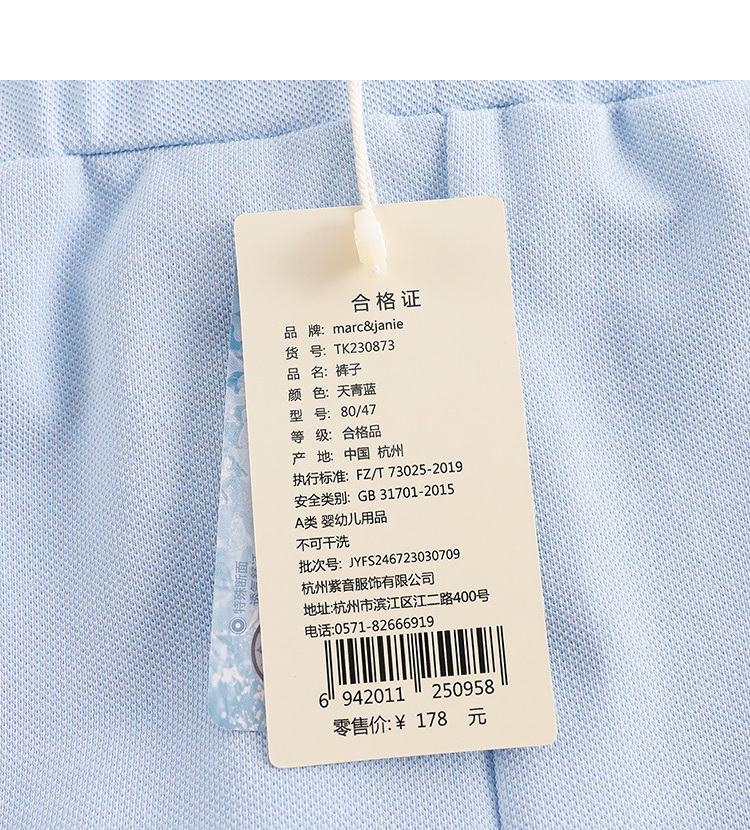 合格证
品 牌: marc&janie
货 号: TK230873
品 名: 裤子
颜 色: 天青蓝
型 号: 80/47
等 级: 合格品
产 地: 中国 杭州
执行标准: FZ/T 73025-2019
安全类别: GB 31701-2015
A类 婴幼儿用品
不可干洗
批次号: JYFS246723030709
杭州紫音服饰有限公司
地址:杭州市滨江区江二路400号
电话:0571-82666919
6 942011 250958
零售价:¥ 178 元
特殊断面